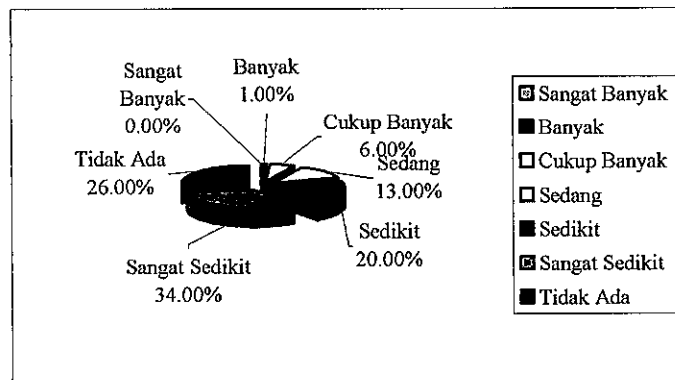 Sangat
Banyak
0.00%
Banyak
1.00%
Cukup Banyak
6.00%
Sedang
13.00%
Sedikit
20.00%
Sangat Sedikit
34.00%
Tidak Ada
26.00%
Sangat Banyak
Banyak
Cukup Banyak
Sedang
Sedikit
Sangat Sedikit
Tidak Ada